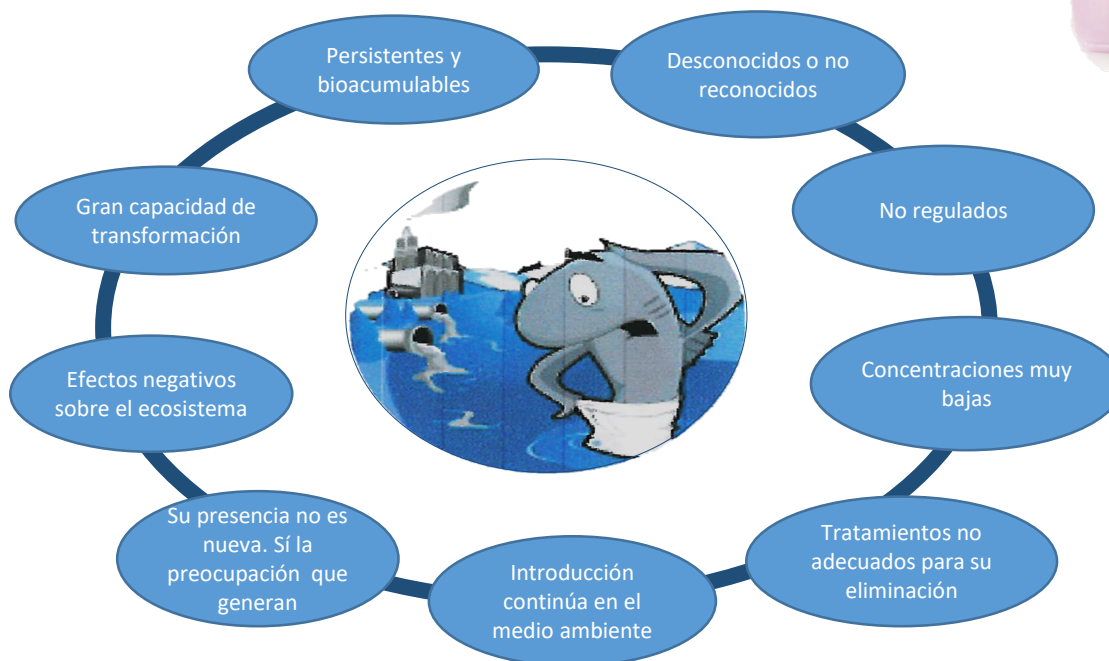 Persistentes y
bioacumulables
Desconocidos o no
reconocidos
No regulados
Concentraciones muy
bajas
Tratamientos no
adecuados para su
eliminación
Introducción
continúa en el
medio ambiente
Su presencia no es
nueva. Sí la
preocupación que
generan
Efectos negativos
sobre el ecosistema
Gran capacidad de
transformación